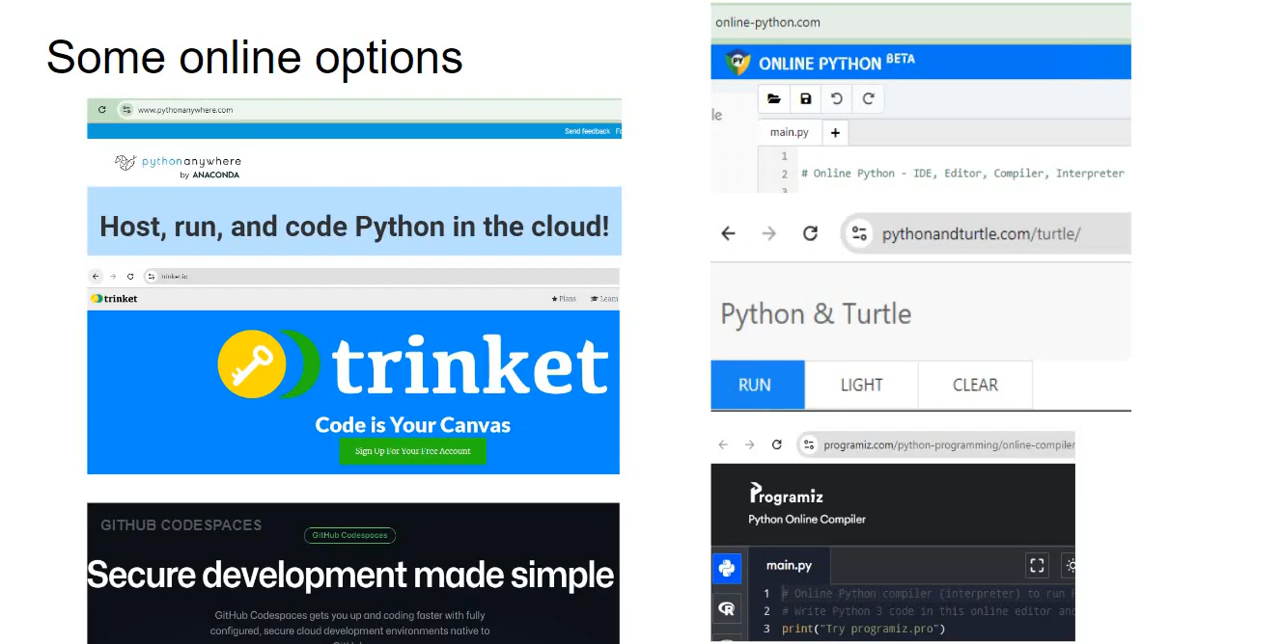 Some online options
www.pythonanywhere.com
Send feedback
pythonanywhere
by ANACONDA
Host, run, and code Python in the cloud!
trinket.io
trinket
Plans Learn
trinket
Code is Your Canvas
Sign Up For Your Free Account
GITHUB CODESPACES
GitHub Codespaces
Secure development made simple
GitHub Codespaces gets you up and coding faster with fully
configured, secure cloud development environments native to
online-python.com
PY
ONLINE PYTHON BETA
le
main.py +
1
2 # Online Python - IDE, Editor, Compiler, Interpreter
pythonandturtle.com/turtle/
Python & Turtle
RUN LIGHT CLEAR
programiz.com/python-programming/online-compiler
Programiz
Python Online Compiler
main.py
1 # Online Python compiler (interpreter) to run
2 # Write Python 3 code in this online editor and
3 print("Try programiz.pro")
R